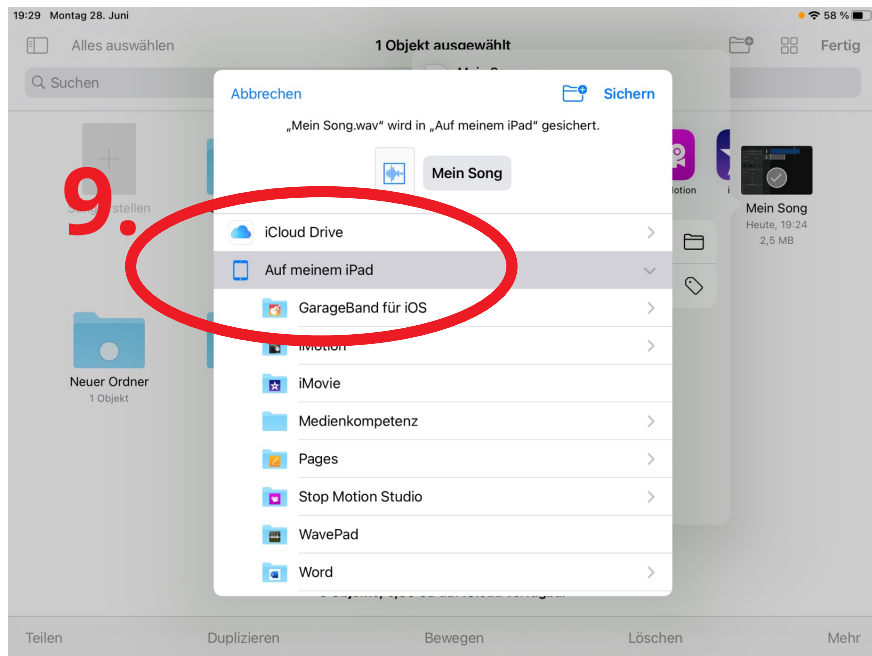 19:29 Montag 28. Juni
58 %
Alles auswählen
1 Objekt ausgewählt
Fertig
Suchen
Abbrechen
Sichern
„Mein Song.wav“ wird in „Auf meinem iPad“ gesichert.
Mein Song
9.
iCloud Drive
Auf meinem iPad
GarageBand für iOS
iMotion
iMovie
Medienkompetenz
Pages
Stop Motion Studio
WavePad
Word
Mein Song
Heute, 19:24
2,5 MB
Neuer Ordner
1 Objekt
Teilen
Duplizieren
Bewegen
Löschen
Mehr